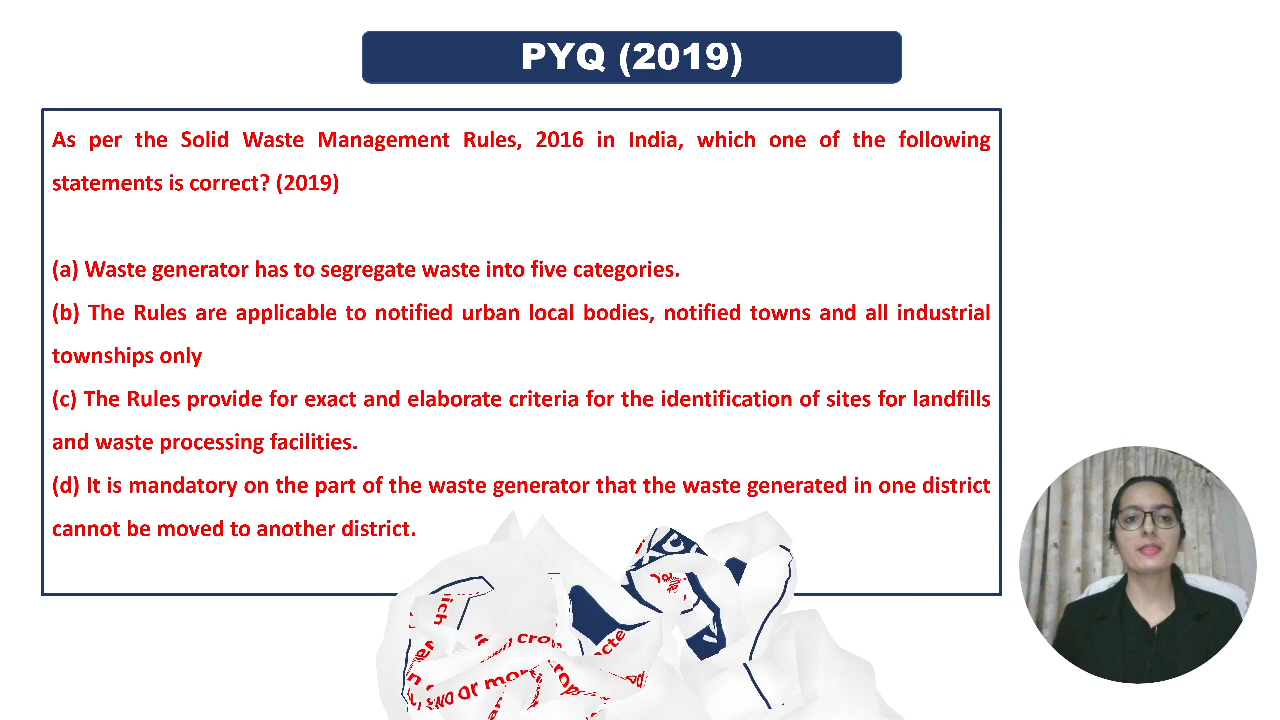 PYQ (2019)
As per the Solid Waste Management Rules, 2016 in India, which one of the following
statements is correct? (2019)
(a) Waste generator has to segregate waste into five categories.
(b) The Rules are applicable to notified urban local bodies, notified towns and all industrial
townships only
(c) The Rules provide for exact and elaborate criteria for the identification of sites for landfills
and waste processing facilities.
(d) It is mandatory on the part of the waste generator that the waste generated in one district
cannot be moved to another district.
two or more